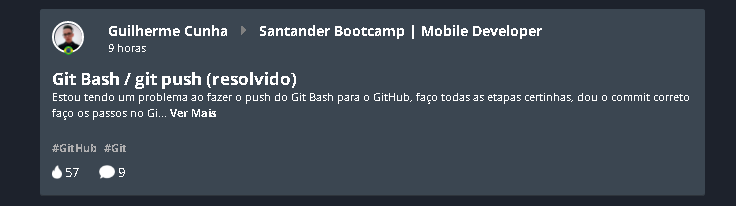 Guilherme Cunha Santander Bootcamp | Mobile Developer
9 horas
Git Bash / git push (resolvido)
Estou tendo um problema ao fazer o push do Git Bash para o GitHub, faço todas as etapas certinhas, dou o commit correto
faço os passos no Gi... Ver Mais
#GitHub #Git
57 9